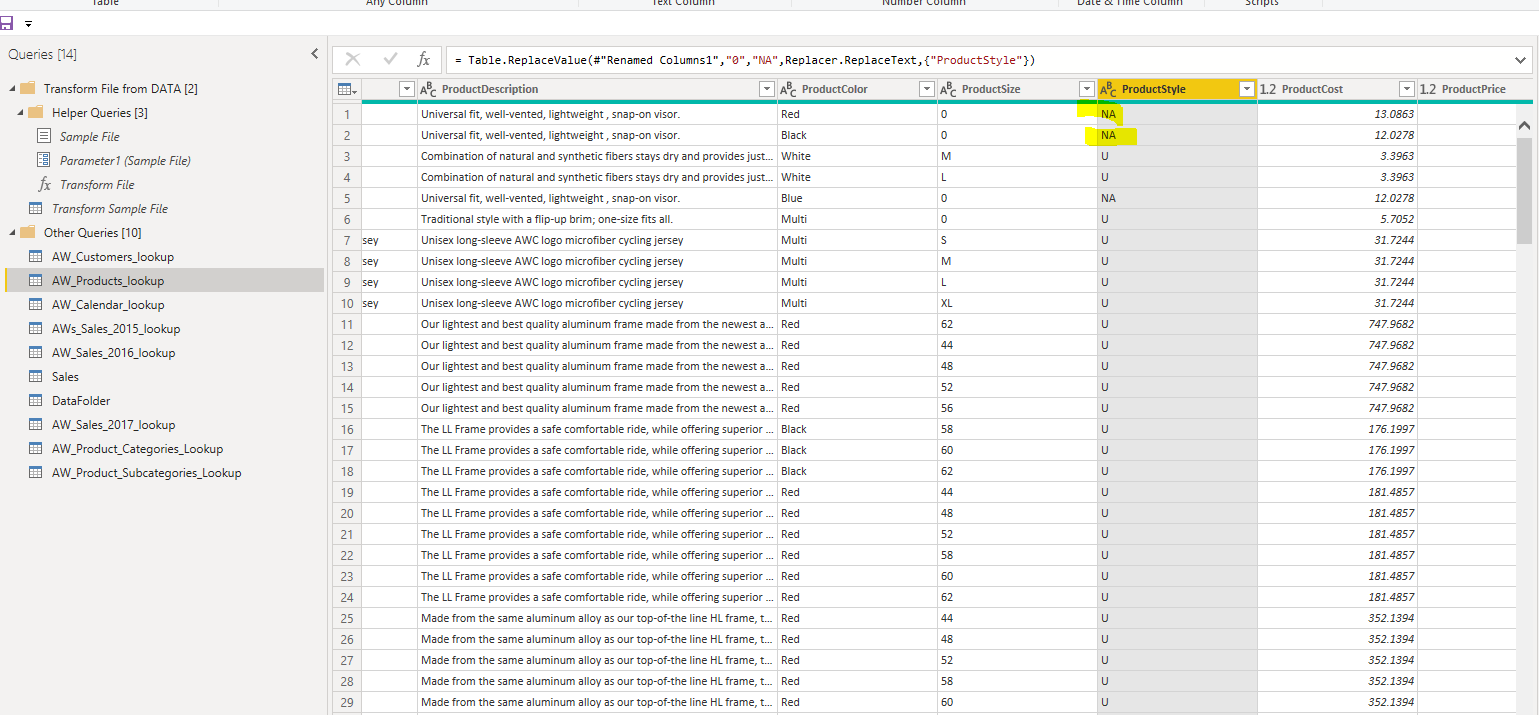 Table Any Column Text Column Number Column Date & Time Column Scripts
Queries [14]
Transform File from DATA [2]
Helper Queries [3]
Sample File
Parameter1 (Sample File)
fx Transform File
Transform Sample File
Other Queries [10]
AW_Customers_lookup
AW_Products_lookup
AW_Calendar_lookup
AWs_Sales_2015_lookup
AW_Sales_2016_lookup
Sales
DataFolder
AW_Sales_2017_lookup
AW_Product_Categories_Lookup
AW_Product_Subcategories_Lookup
fx = Table.ReplaceValue(#"Renamed Columns1","0","NA",Replacer.ReplaceText,{"ProductStyle"})
ABC ProductDescription ABC ProductColor ABC ProductSize ABC ProductStyle 1.2 ProductCost 1.2 ProductPrice
1 Universal fit, well-vented, lightweight , snap-on visor. Red 0 NA 13.0863
2 Universal fit, well-vented, lightweight , snap-on visor. Black 0 NA 12.0278
3 Combination of natural and synthetic fibers stays dry and provides just... White M U 3.3963
4 Combination of natural and synthetic fibers stays dry and provides just... White L U 3.3963
5 Universal fit, well-vented, lightweight , snap-on visor. Blue 0 NA 12.0278
6 Traditional style with a flip-up brim; one-size fits all. Multi 0 U 5.7052
7 sey Unisex long-sleeve AWC logo microfiber cycling jersey Multi S U 31.7244
8 sey Unisex long-sleeve AWC logo microfiber cycling jersey Multi M U 31.7244
9 sey Unisex long-sleeve AWC logo microfiber cycling jersey Multi L U 31.7244
10 sey Unisex long-sleeve AWC logo microfiber cycling jersey Multi XL U 31.7244
11 Our lightest and best quality aluminum frame made from the newest a... Red 62 U 747.9682
12 Our lightest and best quality aluminum frame made from the newest a... Red 44 U 747.9682
13 Our lightest and best quality aluminum frame made from the newest a... Red 48 U 747.9682
14 Our lightest and best quality aluminum frame made from the newest a... Red 52 U 747.9682
15 Our lightest and best quality aluminum frame made from the newest a... Red 56 U 747.9682
16 The LL Frame provides a safe comfortable ride, while offering superior ... Black 58 U 176.1997
17 The LL Frame provides a safe comfortable ride, while offering superior ... Black 60 U 176.1997
18 The LL Frame provides a safe comfortable ride, while offering superior ... Black 62 U 176.1997
19 The LL Frame provides a safe comfortable ride, while offering superior ... Red 44 U 181.4857
20 The LL Frame provides a safe comfortable ride, while offering superior ... Red 48 U 181.4857
21 The LL Frame provides a safe comfortable ride, while offering superior ... Red 52 U 181.4857
22 The LL Frame provides a safe comfortable ride, while offering superior ... Red 58 U 181.4857
23 The LL Frame provides a safe comfortable ride, while offering superior ... Red 60 U 181.4857
24 The LL Frame provides a safe comfortable ride, while offering superior ... Red 62 U 181.4857
25 Made from the same aluminum alloy as our top-of-the line HL frame, t... Red 44 U 352.1394
26 Made from the same aluminum alloy as our top-of-the line HL frame, t... Red 48 U 352.1394
27 Made from the same aluminum alloy as our top-of-the line HL frame, t... Red 52 U 352.1394
28 Made from the same aluminum alloy as our top-of-the line HL frame, t... Red 58 U 352.1394
29 Made from the same aluminum alloy as our top-of-the line HL frame, t... Red 60 U 352.1394